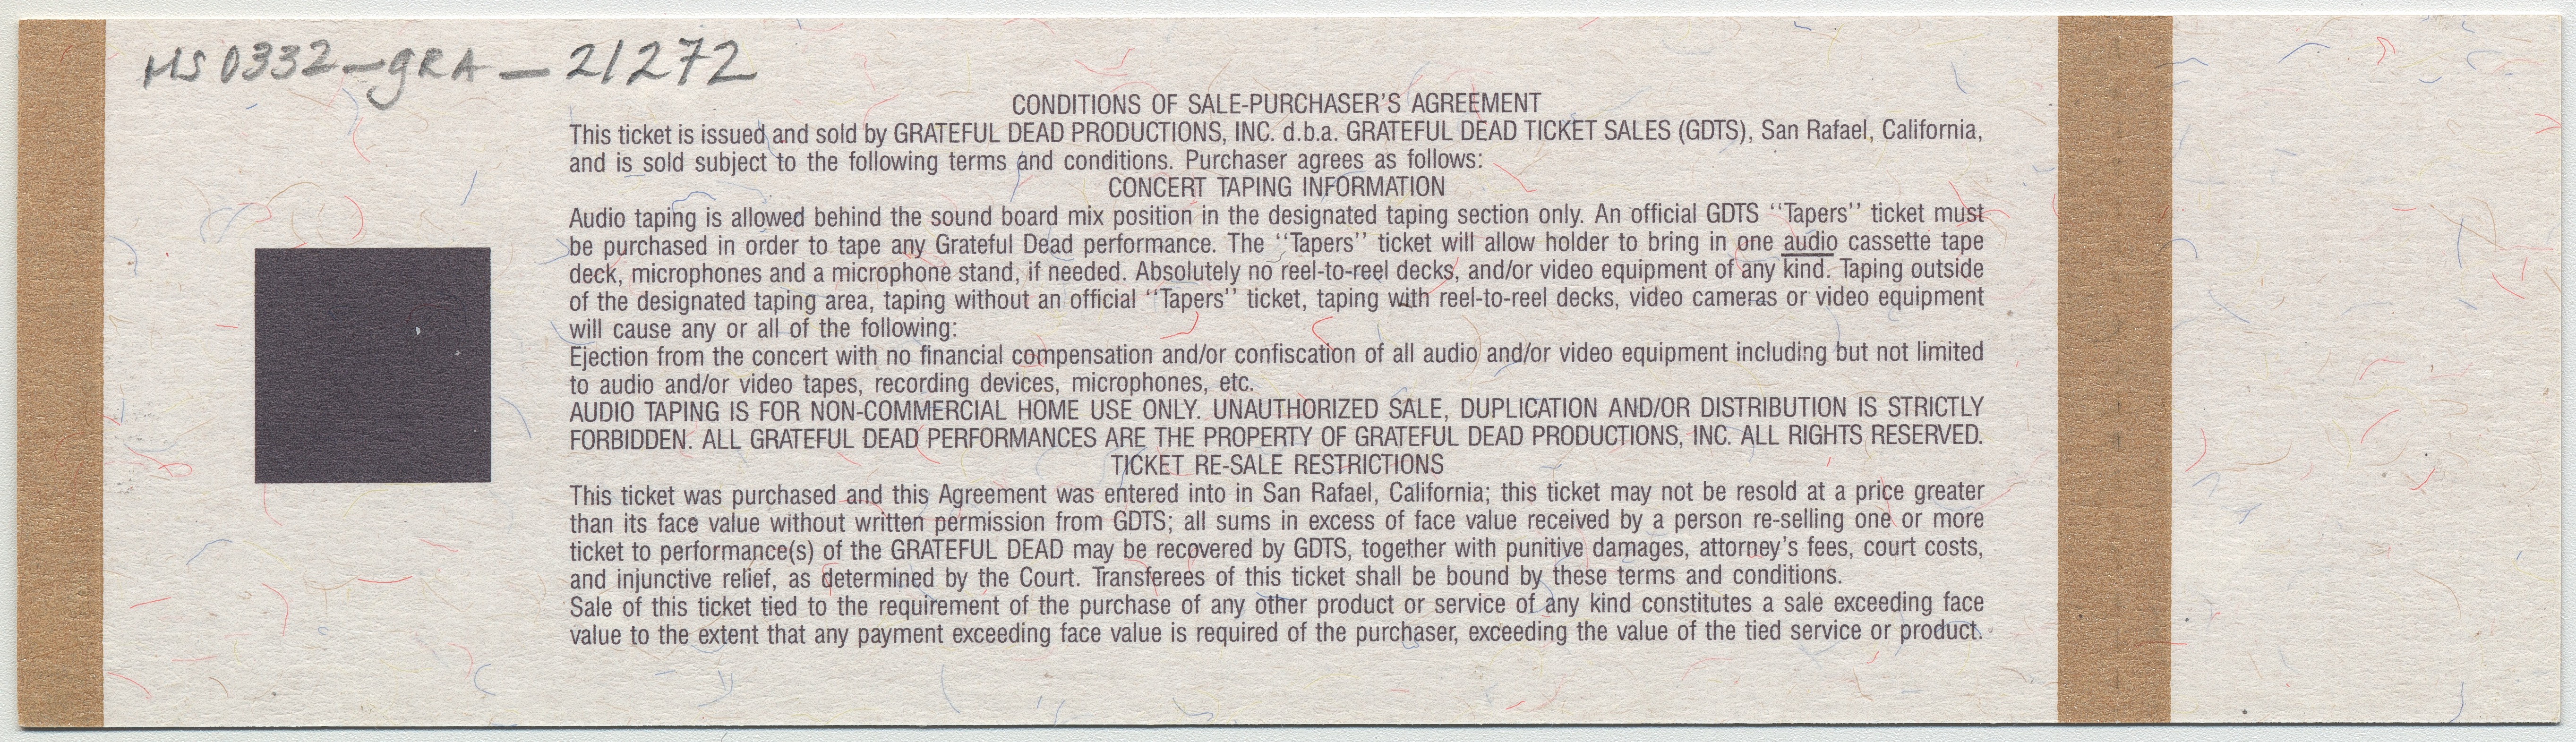 MS0332-gRA-21272
CONDITIONS OF SALE-PURCHASER'S AGREEMENT
This ticket is issued and sold by GRATEFUL DEAD PRODUCTIONS, INC. d.b.a. GRATEFUL DEAD TICKET SALES (GDTS), San Rafael, California,
and is sold subject to the following terms and conditions. Purchaser agrees as follows:
CONCERT TAPING INFORMATION
Audio taping is allowed behind the sound board mix position in the designated taping section only. An official GDTS ‘‘Tapers’’ ticket must
be purchased in order to tape any Grateful Dead performance. The ‘‘Tapers’’ ticket will allow holder to bring in one audio cassette tape
deck, microphones and a microphone stand, if needed. Absolutely no reel-to-reel decks, and/or video equipment of any kind. Taping outside
of the designated taping area, taping without an official ‘‘Tapers’’ ticket, taping with reel-to-reel decks, video cameras or video equipment
will cause any or all of the following:
Ejection from the concert with no financial compensation and/or confiscation of all audio and/or video equipment including but not limited
to audio and/or video tapes, recording devices, microphones, etc.
AUDIO TAPING IS FOR NON-COMMERCIAL HOME USE ONLY. UNAUTHORIZED SALE, DUPLICATION AND/OR DISTRIBUTION IS STRICTLY
FORBIDDEN. ALL GRATEFUL DEAD PERFORMANCES ARE THE PROPERTY OF GRATEFUL DEAD PRODUCTIONS, INC. ALL RIGHTS RESERVED.
TICKET RE-SALE RESTRICTIONS
This ticket was purchased and this Agreement was entered into in San Rafael, California; this ticket may not be resold at a price greater
than its face value without written permission from GDTS; all sums in excess of face value received by a person re-selling one or more
ticket to performance(s) of the GRATEFUL DEAD may be recovered by GDTS, together with punitive damages, attorney's fees, court costs,
and injunctive relief, as determined by the Court. Transferees of this ticket shall be bound by these terms and conditions.
Sale of this ticket tied to the requirement of the purchase of any other product or service of any kind constitutes a sale exceeding face
value to the extent that any payment exceeding face value is required of the purchaser, exceeding the value of the tied service or product.